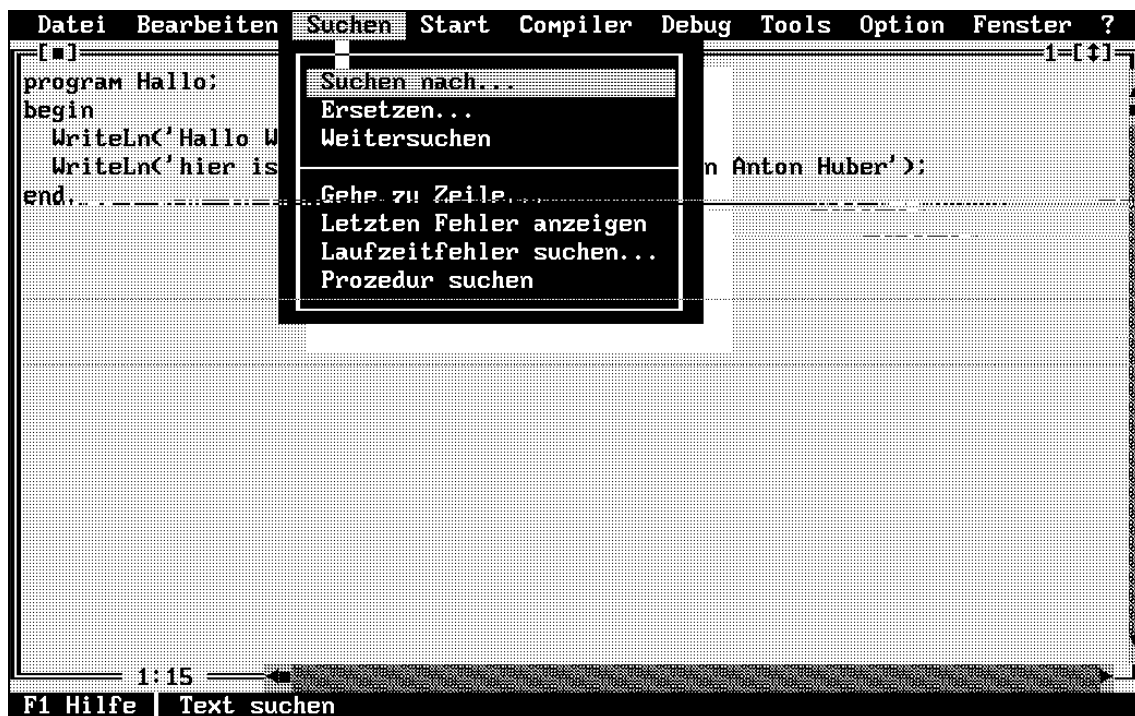 Datei Bearbeiten Suchen Start Compiler Debug Tools Option Fenster ?
[■] 1 [↕]
program Hallo;
begin
WriteLn('Hallo W
WriteLn('hier is n Anton Huber');
end.
Suchen nach...
Ersetzen...
Weitersuchen
Gehe zu Zeile...
Letzten Fehler anzeigen
Laufzeitfehler suchen...
Prozedur suchen
1:15
F1 Hilfe | Text suchen